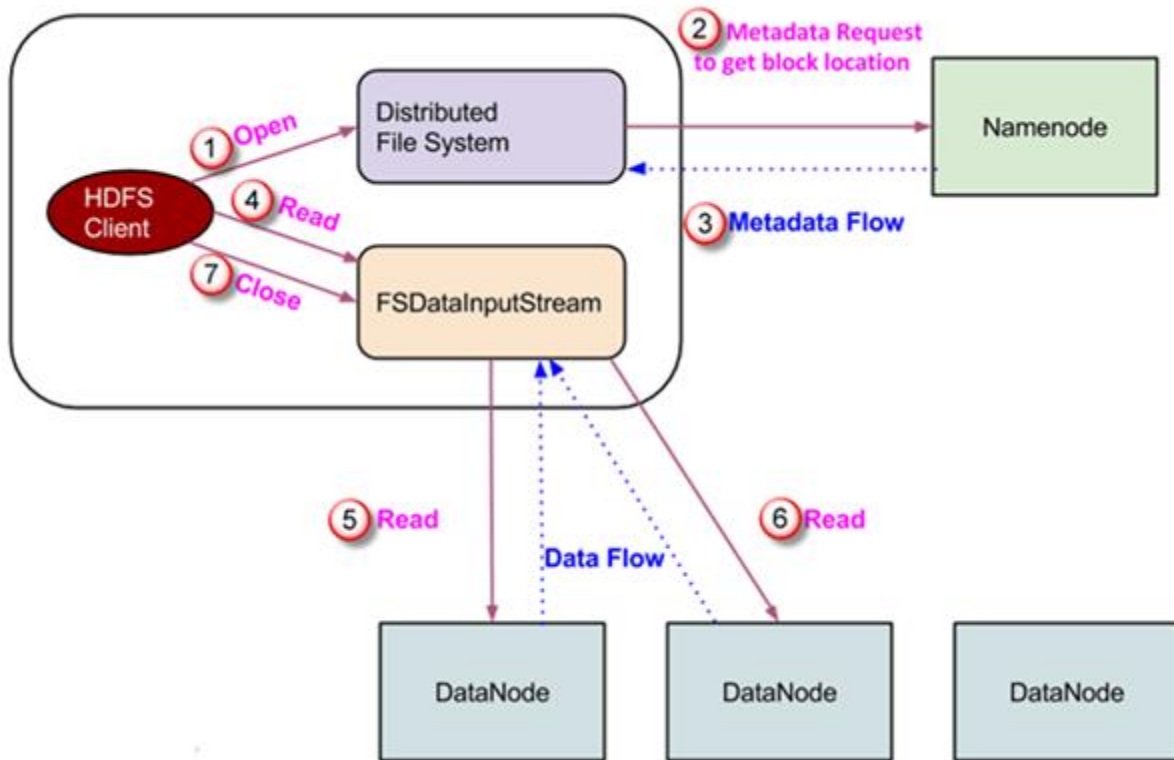 2 Metadata Request
to get block location
Distributed
File System
Namenode
1 Open
HDFS
Client
4 Read
3 Metadata Flow
7 Close
FSDataInputStream
5 Read
6 Read
Data Flow
DataNode
DataNode
DataNode